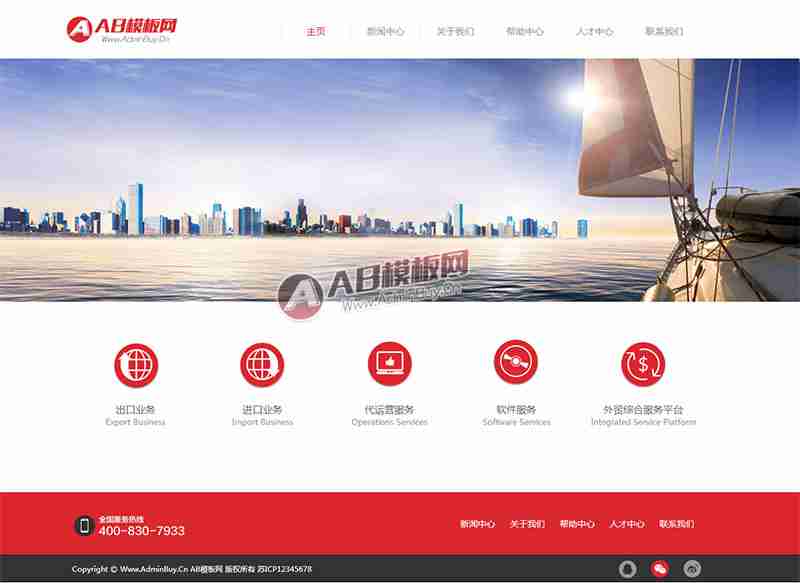 AB模板网
Www.AdminBuy.Cn
主页 新闻中心 关于我们 帮助中心 人才中心 联系我们
AB模板网
Www.AdminBuy.Cn
出口业务 进口业务 代运营服务 软件服务 外贸综合服务平台
Export Business Import Business Operations Services Software Services Integrated Service Platform
全国服务热线
400-830-7933
新闻中心 关于我们 帮助中心 人才中心 联系我们
Copyright © Www.AdminBuy.Cn AB模板网 版权所有 苏ICP12345678